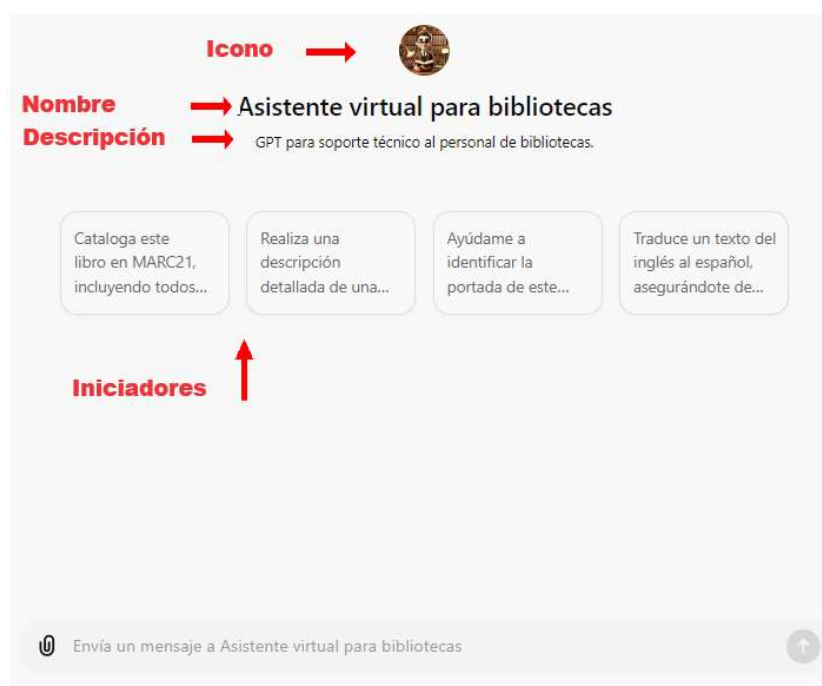 Icono
Nombre
Asistente virtual para bibliotecas
Descripción
GPT para soporte técnico al personal de bibliotecas.
Cataloga este
libro en MARC21,
incluyendo todos...
Realiza una
descripción
detallada de una...
Ayúdame a
identificar la
portada de este...
Traduce un texto del
inglés al español,
asegurándote de...
Iniciadores
Envía un mensaje a Asistente virtual para bibliotecas